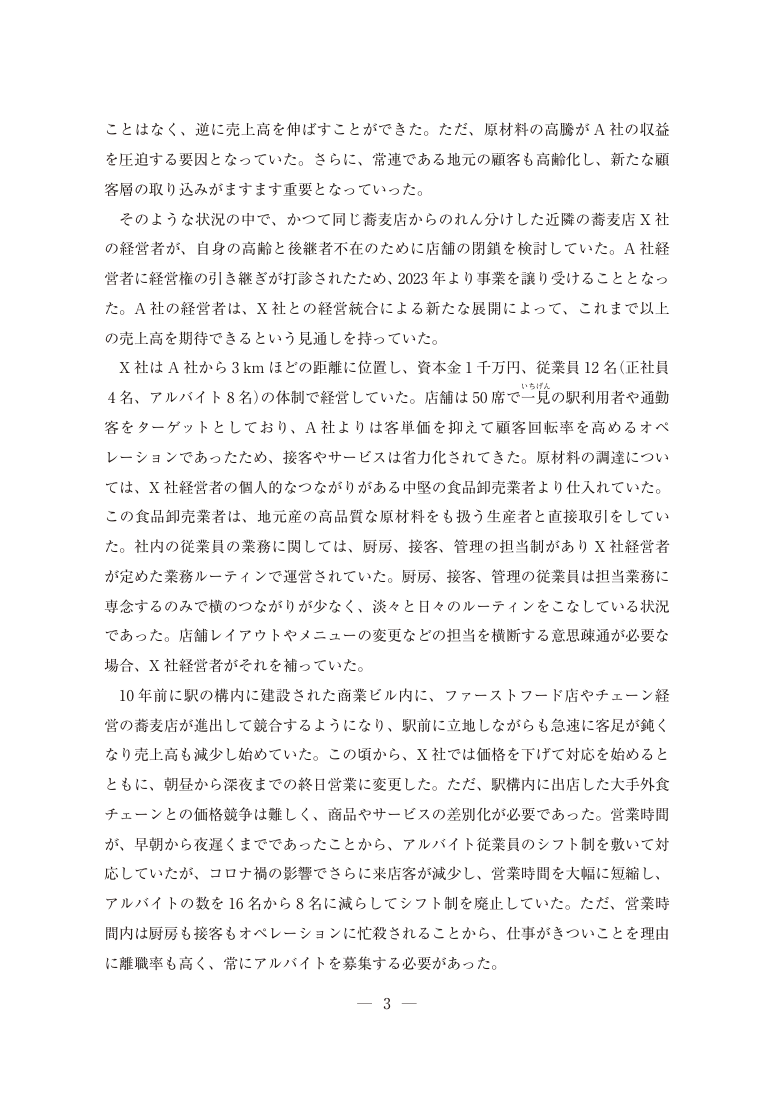 ことはなく、逆に売上高を伸ばすことができた。ただ、原材料の高騰が A 社の収益
を圧迫する要因となっていた。さらに、常連である地元の顧客も高齢化し、新たな顧
客層の取り込みがますます重要となっていった。
そのような状況の中で、かつて同じ蕎麦店からのれん分けした近隣の蕎麦店 X 社
の経営者が、自身の高齢と後継者不在のために店舗の閉鎖を検討していた。A 社経
営者に経営権の引き継ぎが打診されたため、2023 年より事業を譲り受けることとなっ
た。A 社の経営者は、X 社との経営統合による新たな展開によって、これまで以上
の売上高を期待できるという見通しを持っていた。
X 社は A 社から 3 km ほどの距離に位置し、資本金 1 千万円、従業員 12 名(正社員
いちげん
4 名、アルバイト 8 名)の体制で経営していた。店舗は 50 席で一見の駅利用者や通勤
客をターゲットとしており、A 社よりは客単価を抑えて顧客回転率を高めるオペ
レーションであったため、接客やサービスは省力化されてきた。原材料の調達につい
ては、X 社経営者の個人的なつながりがある中堅の食品卸売業者より仕入れていた。
この食品卸売業者は、地元産の高品質な原材料をも扱う生産者と直接取引をしてい
た。社内の従業員の業務に関しては、厨房、接客、管理の担当制があり X 社経営者
が定めた業務ルーティンで運営されていた。厨房、接客、管理の従業員は担当業務に
専念するのみで横のつながりが少なく、淡々と日々のルーティンをこなしている状況
であった。店舗レイアウトやメニューの変更などの担当を横断する意思疎通が必要な
場合、X 社経営者がそれを補っていた。
10 年前に駅の構内に建設された商業ビル内に、ファーストフード店やチェーン経
営の蕎麦店が進出して競合するようになり、駅前に立地しながらも急速に客足が鈍く
なり売上高も減少し始めていた。この頃から、X 社では価格を下げて対応を始めると
ともに、朝昼から深夜までの終日営業に変更した。ただ、駅構内に出店した大手外食
チェーンとの価格競争は難しく、商品やサービスの差別化が必要であった。営業時間
が、早朝から夜遅くまでであったことから、アルバイト従業員のシフト制を敷いて対
応していたが、コロナ禍の影響でさらに来店客が減少し、営業時間を大幅に短縮し、
アルバイトの数を 16 名から 8 名に減らしてシフト制を廃止していた。ただ、営業時
間内は厨房も接客もオペレーションに忙殺されることから、仕事がきついことを理由
に離職率も高く、常にアルバイトを募集する必要があった。
— 3 —